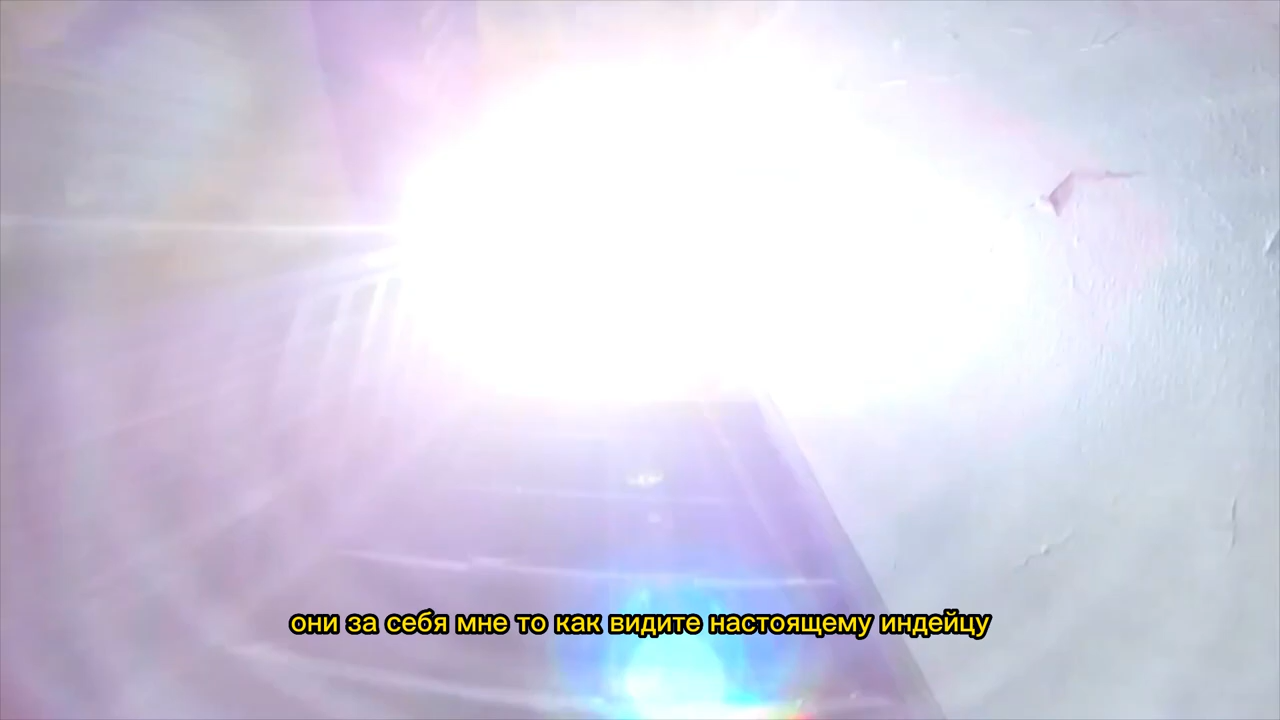 они за себя мне то как видите настоящему индейцу